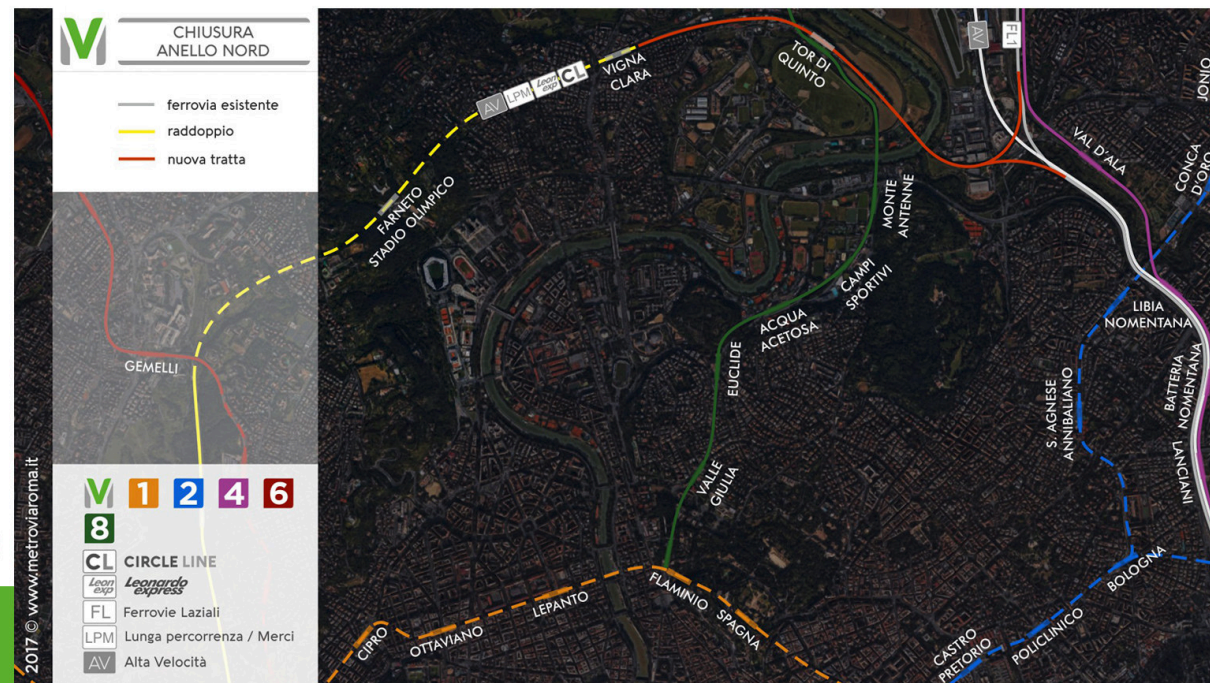 CHIUSURA
ANELLO NORD
ferrovia esistente
raddoppio
nuova tratta
AV
LPM
Leon
exp
CL
VIGNA
CLARA
TOR DI
QUINTO
AV
FL1
JONIO
VAL D'ALA
CONCA
D'ORO
FARNETO
STADIO OLIMPICO
MONTE
ANTENNE
CAMPI
SPORTIVI
ACQUA
ACETOSA
LIBIA
NOMENTANA
GEMELLI
EUCLIDE
BATTERIA
NOMENTANA
S. AGNESE
ANNIBALIANO
LANCIANI
VALLE
GIULIA
BOLOGNA
FLAMINIO
SPAGNA
LEPANTO
OTTAVIANO
CIPRO
POLICLINICO
CASTRO
PRETORIO
1 2 4 6
8
CL CIRCLE LINE
Leon
exp
Leonardo
express
FL Ferrovie Laziali
LPM Lunga percorrenza / Merci
AV Alta Velocità
2017 © www.metroviaroma.it